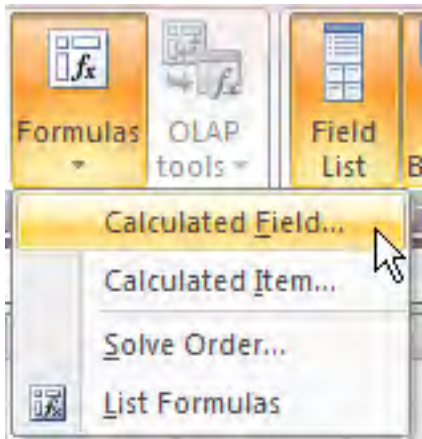 Formulas
OLAP
tools
Field
List
B
Calculated Field...
Calculated Item...
Solve Order...
List Formulas